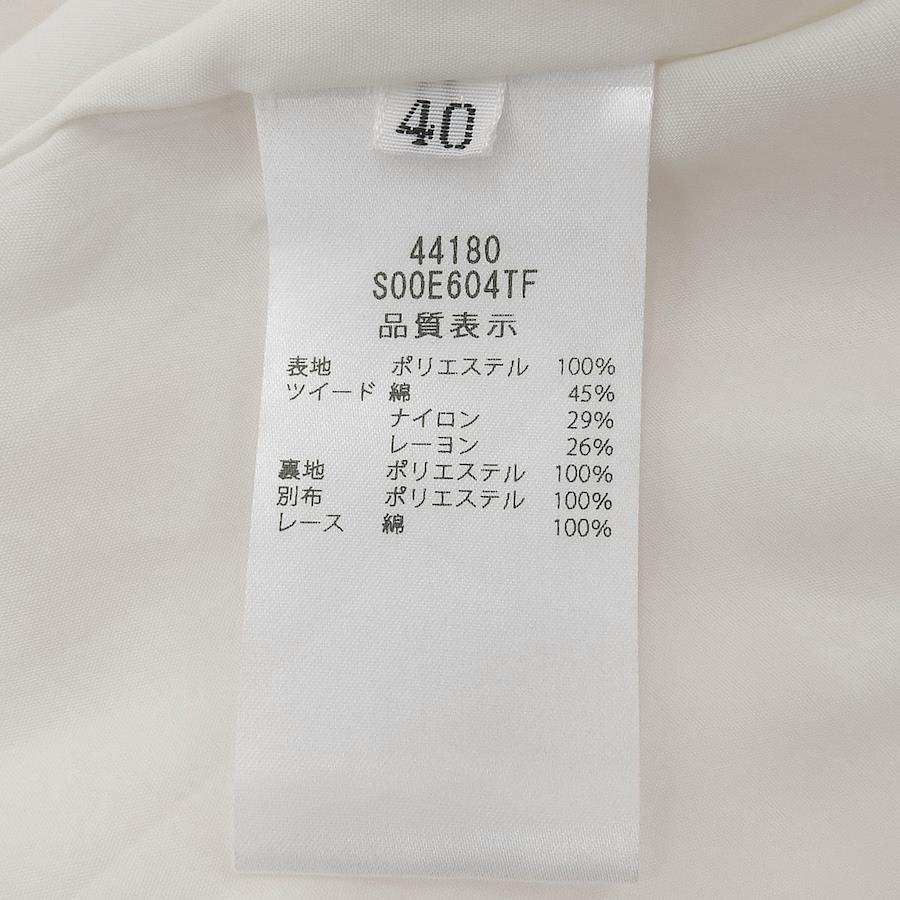 40
44180
S00E604TF
品質表示
表地 ポリエステル 100%
ツイード 綿 45%
ナイロン 29%
レーヨン 26%
裏地 ポリエステル 100%
別布 ポリエステル 100%
レース 綿 100%